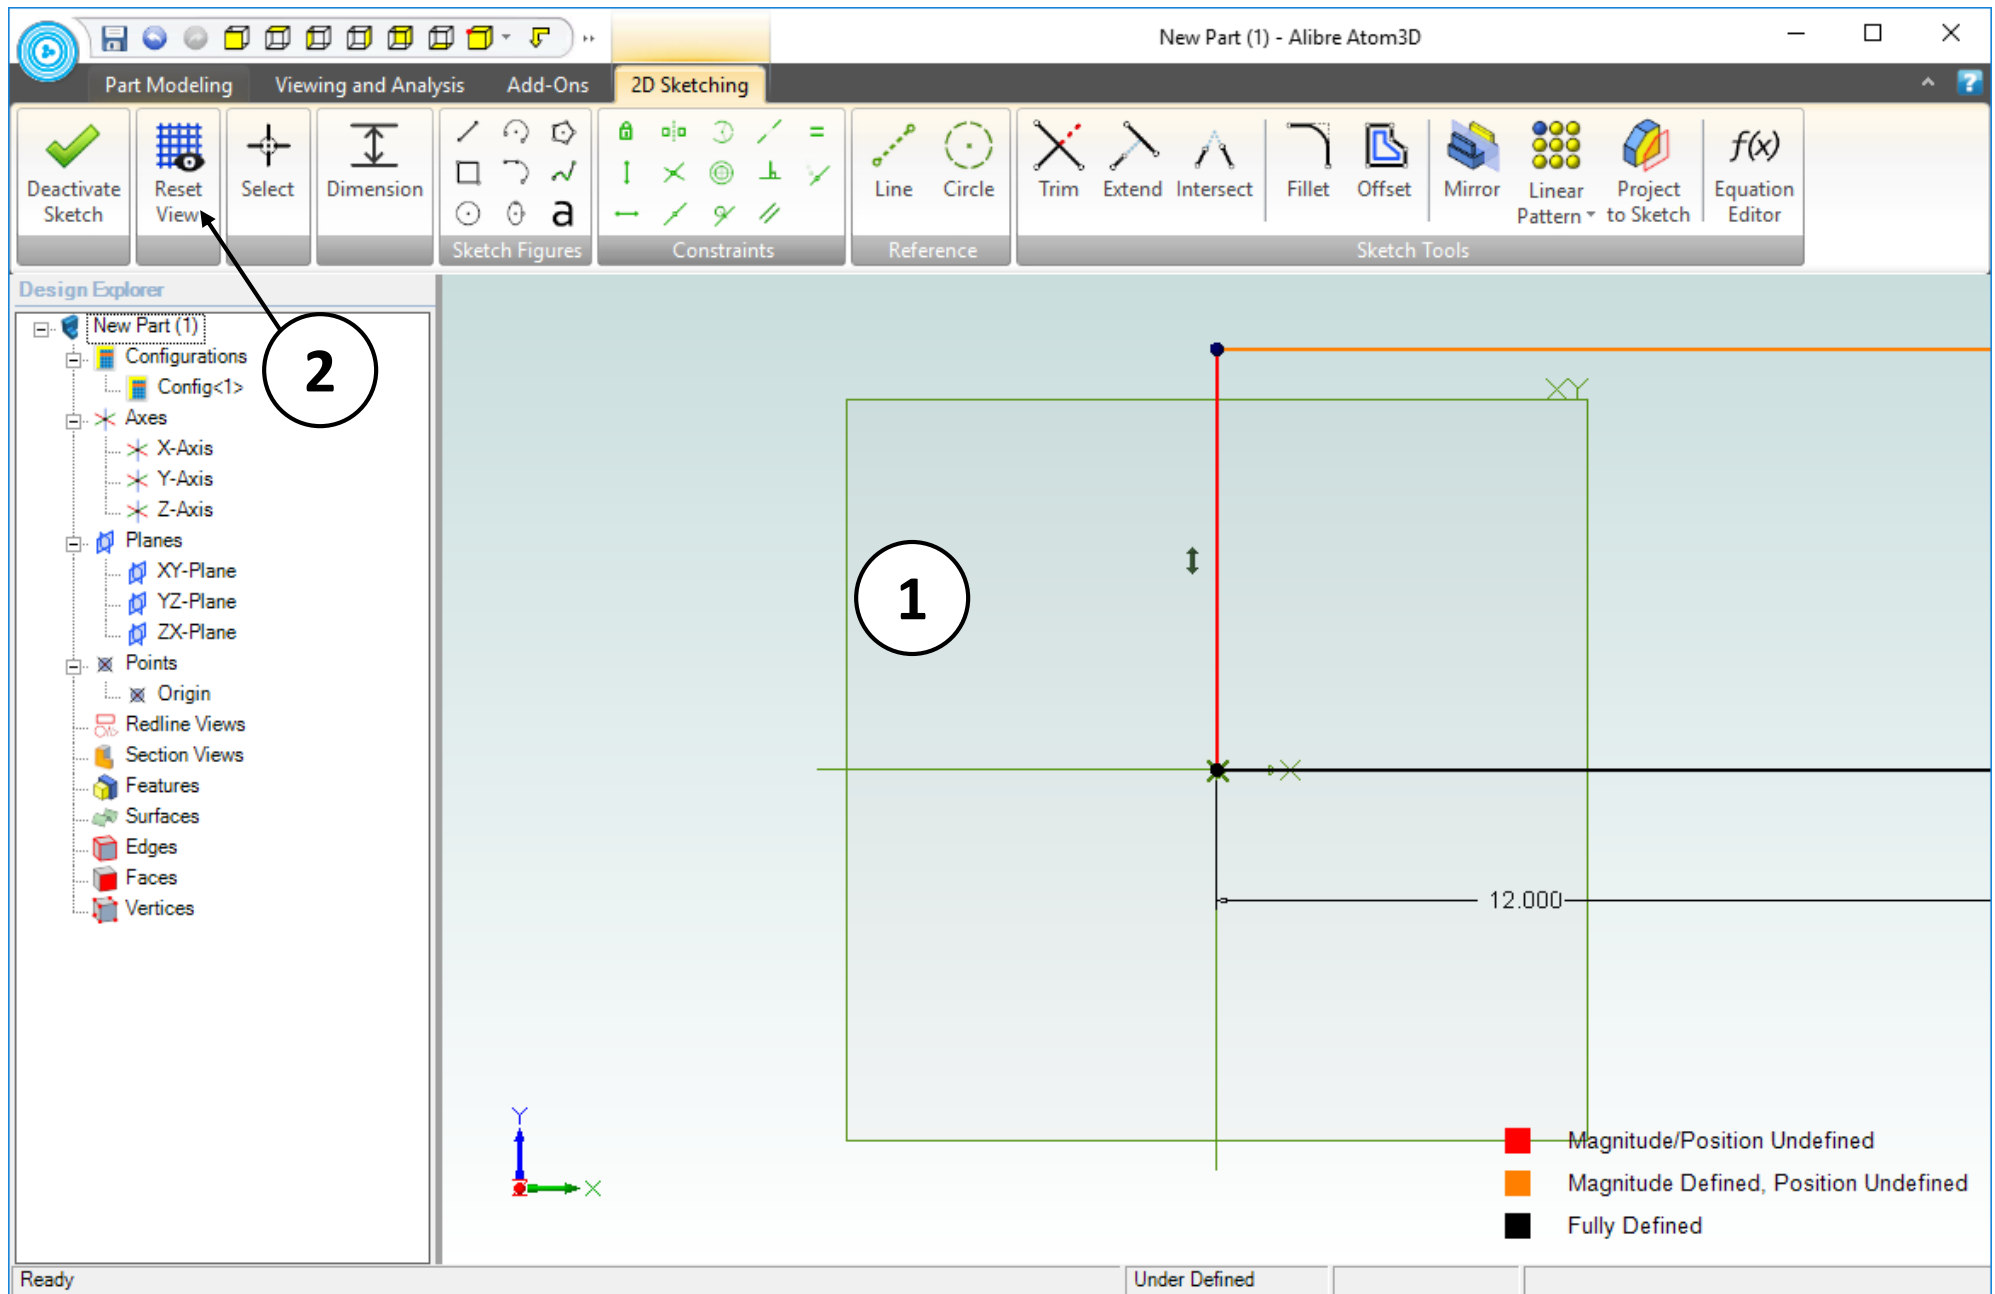 New Part (1) - Alibre Atom3D
Part Modeling
Viewing and Analysis
Add-Ons
2D Sketching
Deactivate
Sketch
Reset
View
Select
Dimension
a
Sketch Figures
Constraints
Line
Circle
Reference
Trim
Extend
Intersect
Fillet
Offset
Mirror
Linear
Pattern
Project
to Sketch
f(x)
Equation
Editor
Sketch Tools
Design Explorer
New Part (1)
Configurations
Config<1>
Axes
X-Axis
Y-Axis
Z-Axis
Planes
XY-Plane
YZ-Plane
ZX-Plane
Points
Origin
Redline Views
Section Views
Features
Surfaces
Edges
Faces
Vertices
2
XY
1
X
12.000
Y
X
Magnitude/Position Undefined
Magnitude Defined, Position Undefined
Fully Defined
Ready
Under Defined